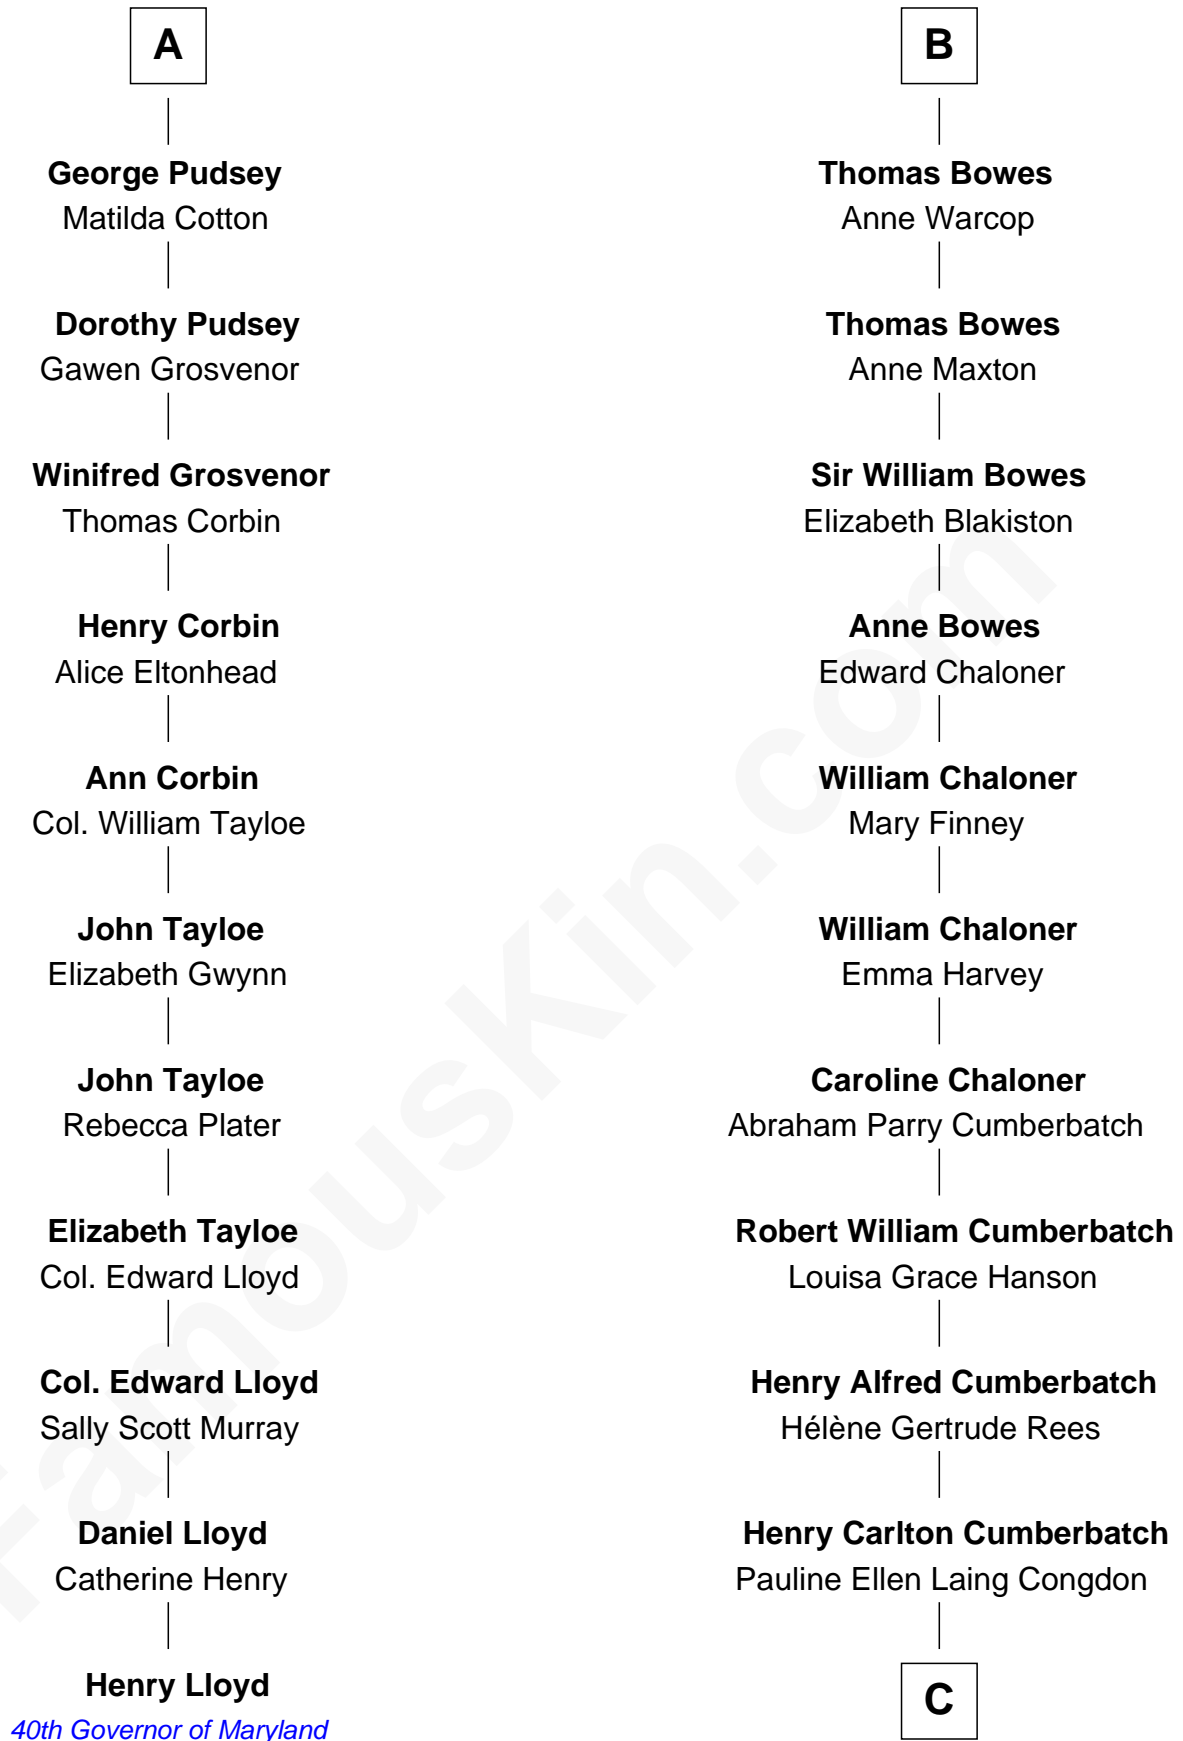 A
George Pudsey
Matilda Cotton
Dorothy Pudsey
Gawen Grosvenor
Winifred Grosvenor
Thomas Corbin
Henry Corbin
Alice Eltonhead
Ann Corbin
Col. William Tayloe
John Tayloe
Elizabeth Gwynn
John Tayloe
Rebecca Plater
Elizabeth Tayloe
Col. Edward Lloyd
Col. Edward Lloyd
Sally Scott Murray
Daniel Lloyd
Catherine Henry
Henry Lloyd
40th Governor of Maryland
B
Thomas Bowes
Anne Warcop
Thomas Bowes
Anne Maxton
Sir William Bowes
Elizabeth Blakiston
Anne Bowes
Edward Chaloner
William Chaloner
Mary Finney
William Chaloner
Emma Harvey
Caroline Chaloner
Abraham Parry Cumberbatch
Robert William Cumberbatch
Louisa Grace Hanson
Henry Alfred Cumberbatch
Hélène Gertrude Rees
Henry Carlton Cumberbatch
Pauline Ellen Laing Congdon
C
FamousKin.com